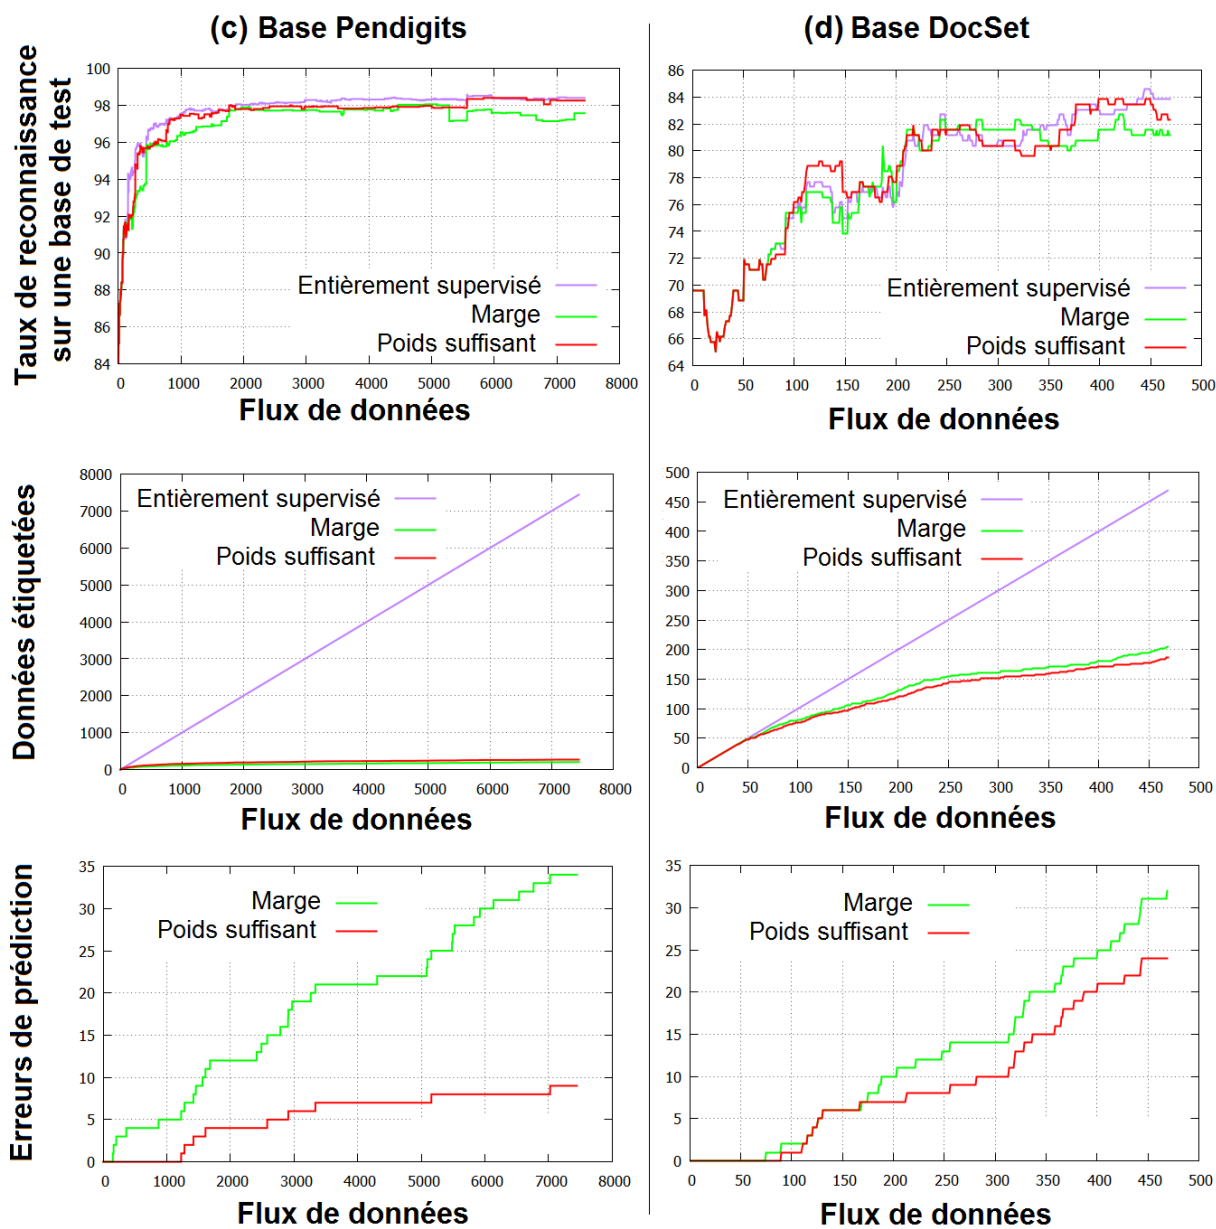 (c) Base Pendigits
(d) Base DocSet
Taux de reconnaissance
sur une base de test
100
98
96
94
92
90
88
86
84
Entièrement supervisé
Marge
Poids suffisant
0 1000 2000 3000 4000 5000 6000 7000 8000
Flux de données
86
84
82
80
78
76
74
72
70
68
66
64
Entièrement supervisé
Marge
Poids suffisant
0 50 100 150 200 250 300 350 400 450 500
Flux de données
Données étiquetées
8000
7000
6000
5000
4000
3000
2000
1000
0
Entièrement supervisé
Marge
Poids suffisant
0 1000 2000 3000 4000 5000 6000 7000 8000
Flux de données
500
450
400
350
300
250
200
150
100
50
0
Entièrement supervisé
Marge
Poids suffisant
0 50 100 150 200 250 300 350 400 450 500
Flux de données
Erreurs de prédiction
35
30
25
20
15
10
5
0
Marge
Poids suffisant
0 1000 2000 3000 4000 5000 6000 7000 8000
Flux de données
35
30
25
20
15
10
5
0
Marge
Poids suffisant
0 50 100 150 200 250 300 350 400 450 500
Flux de données